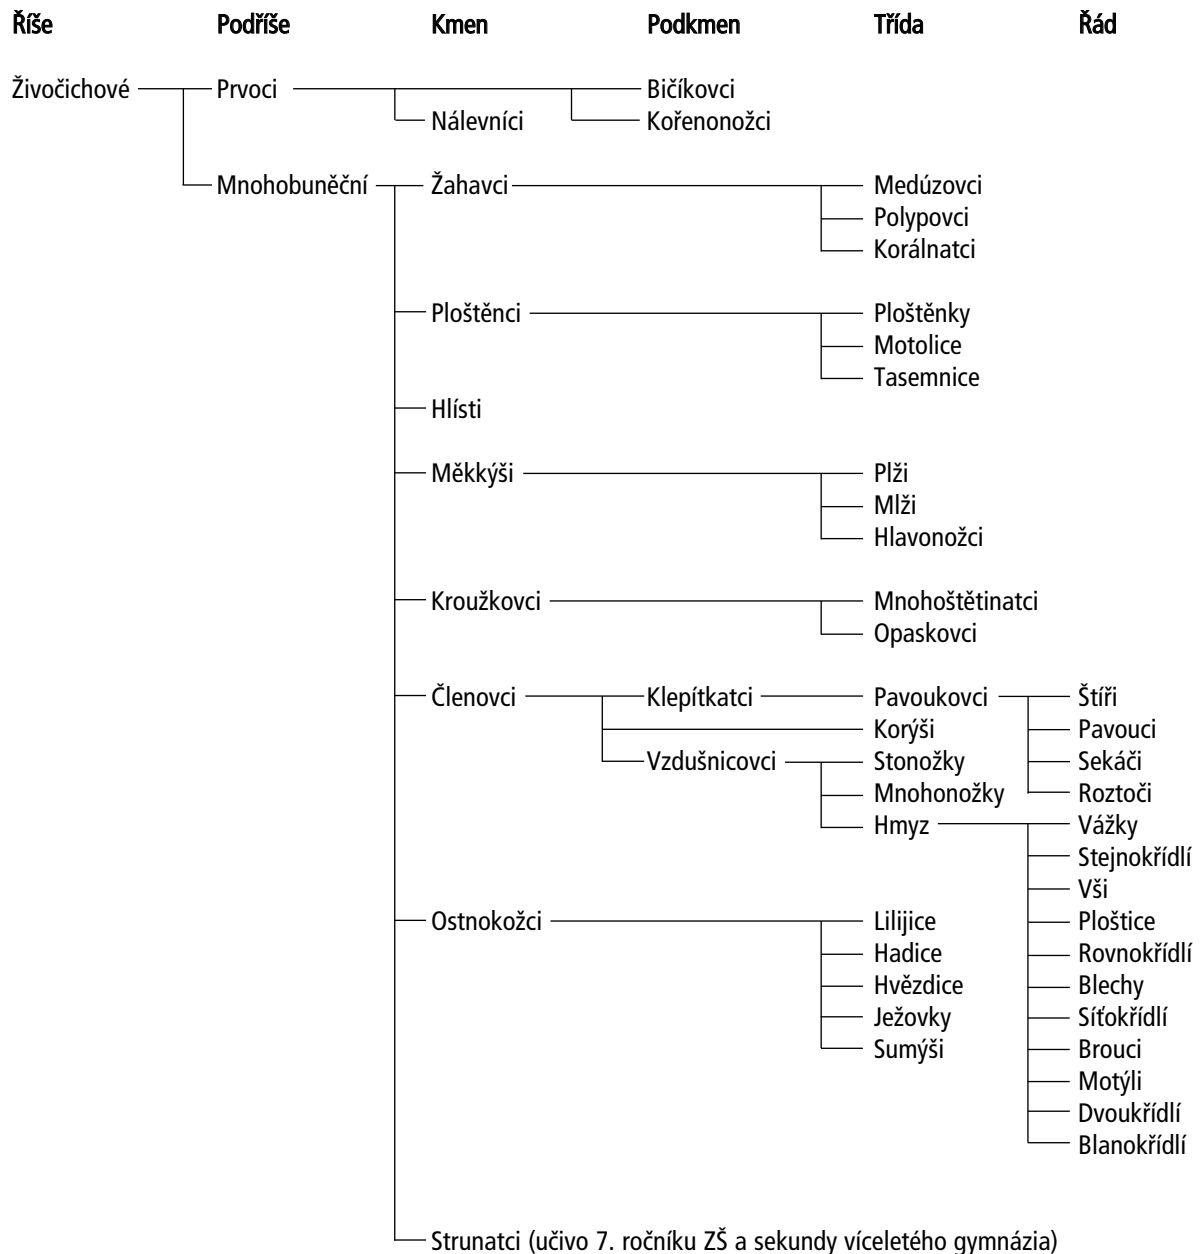 Říše Podříše Kmen Podkmen Třída Řád
Živočichové Prvoci Bičíkovci
Nálevníci Kořenonožci
Mnohobuněční Žahavci Medúzovci
Polypovci
Korálnatci
Ploštěnci Ploštěnky
Motolice
Tasemnice
Hlísti
Měkkýši Plži
Mlži
Hlavonožci
Kroužkovci Mnohoštětinatci
Opaskovci
Členovci Klepítkatci Pavoukovci Štíři
Korýši Pavouci
Vzdušnicovci Stonožky Sekáči
Mnohonožky Roztoči
Hmyz Vážky
Stejnokřídlí
Vši
Ostnokožci Lilijice Ploštice
Hadice Rovnokřídlí
Hvězdice Blechy
Ježovky Síťokřídlí
Sumýši Brouci
Motýli
Dvoukřídlí
Blanokřídlí
Strunatci (učivo 7. ročníku ZŠ a sekundy víceletého gymnázia)